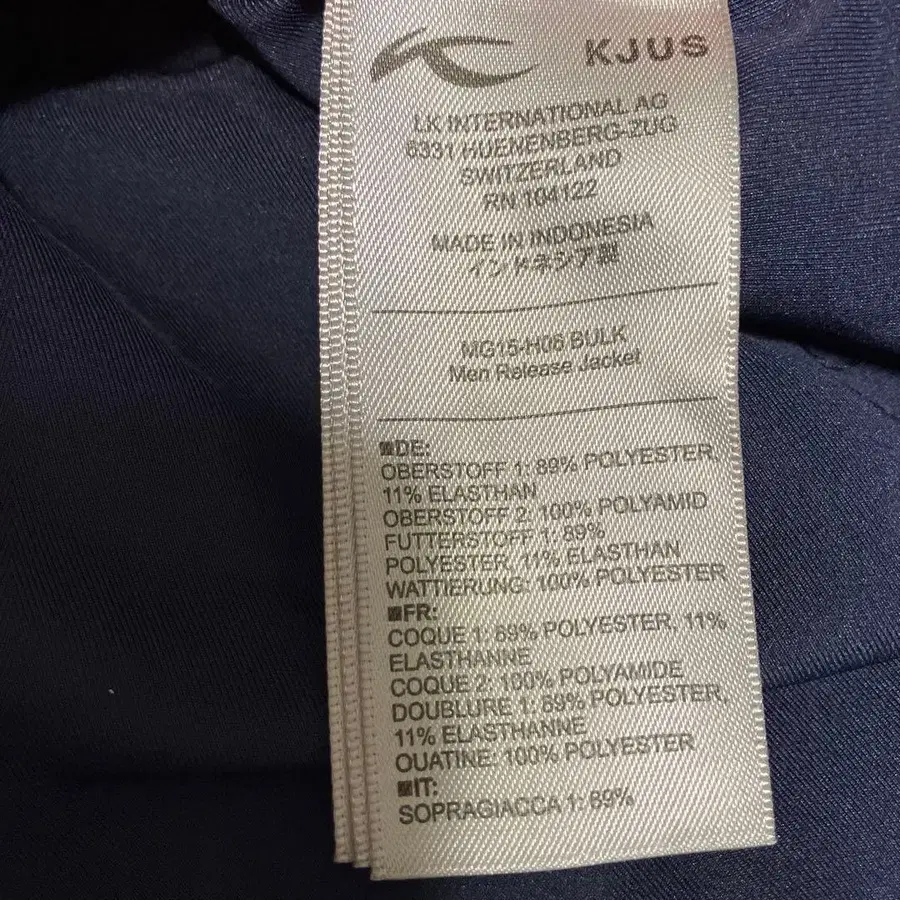 KJUS
LK INTERNATIONAL AG
6331 HUENENBERG-ZUG
SWITZERLAND
RN 104122
MADE IN INDONESIA
インドネシア製
MG15-H06 BULK
Men Release Jacket
DE:
OBERSTOFF 1: 89% POLYESTER,
11% ELASTHAN
OBERSTOFF 2: 100% POLYAMID
FUTTERSTOFF 1: 89%
POLYESTER, 11% ELASTHAN
WATTIERUNG: 100% POLYESTER
FR:
COQUE 1: 89% POLYESTER, 11%
ELASTHANNE
COQUE 2: 100% POLYAMIDE
DOUBLURE 1: 89% POLYESTER,
11% ELASTHANNE
OUATINE: 100% POLYESTER
IT:
SOPRAGIACCA 1: 89%